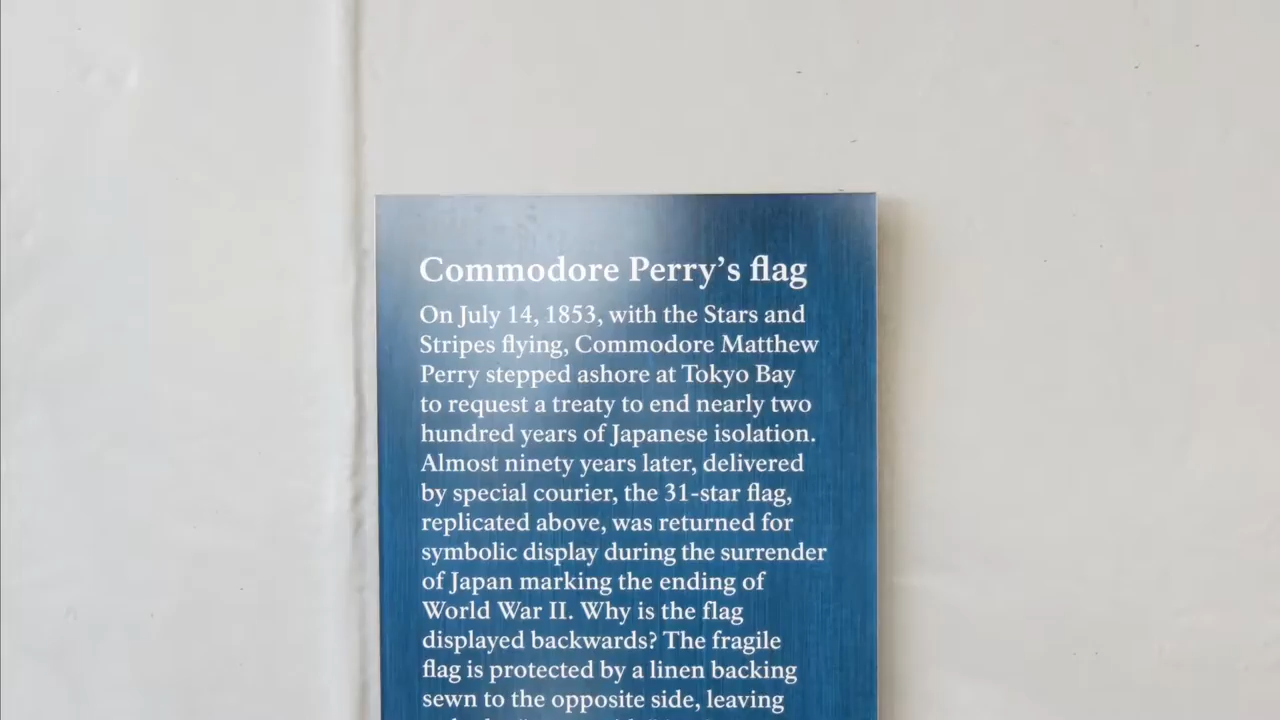 Commodore Perry’s flag
On July 14, 1853, with the Stars and
Stripes flying, Commodore Matthew
Perry stepped ashore at Tokyo Bay
to request a treaty to end nearly two
hundred years of Japanese isolation.
Almost ninety years later, delivered
by special courier, the 31-star flag,
replicated above, was returned for
symbolic display during the surrender
of Japan marking the ending of
World War II. Why is the flag
displayed backwards? The fragile
flag is protected by a linen backing
sewn to the opposite side, leaving